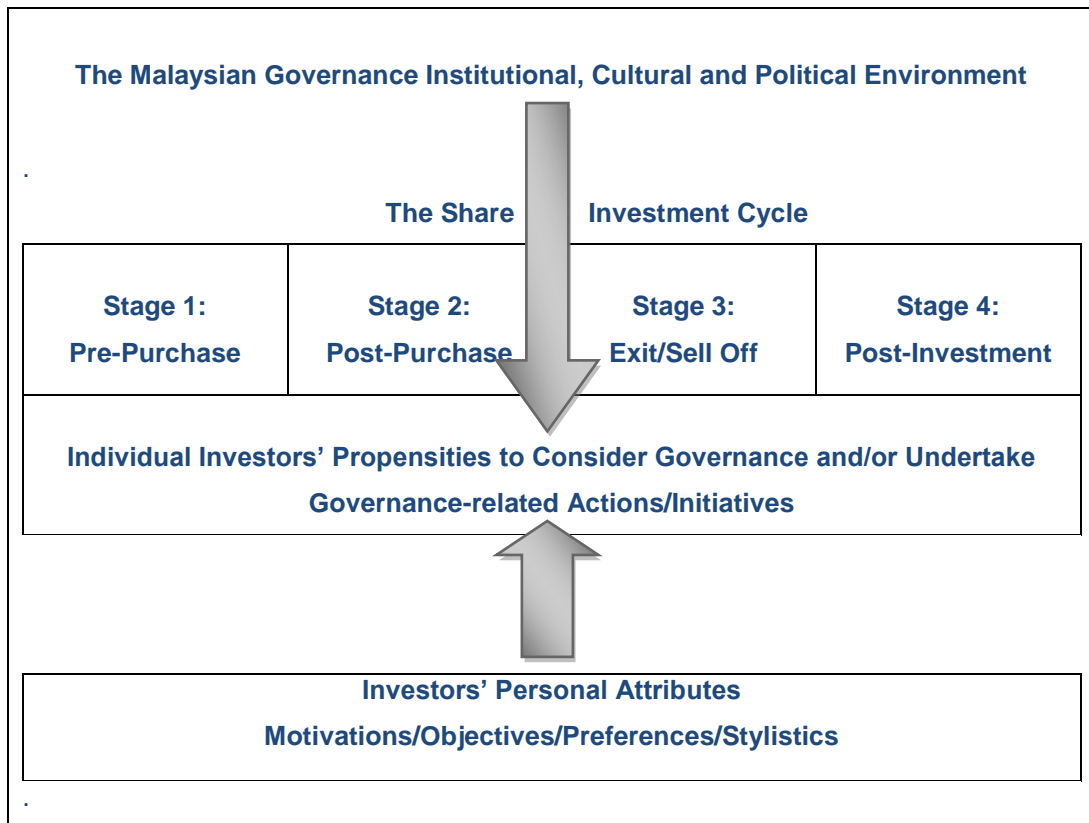 The Malaysian Governance Institutional, Cultural and Political Environment
.
The Share Investment Cycle
Stage 1:
Pre-Purchase
Stage 2:
Post-Purchase
Stage 3:
Exit/Sell Off
Stage 4:
Post-Investment
Individual Investors’ Propensities to Consider Governance and/or Undertake
Governance-related Actions/Initiatives
Investors’ Personal Attributes
Motivations/Objectives/Preferences/Stylistics
.